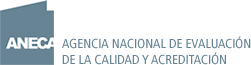 ANECA
AGENCIA NACIONAL DE EVALUACIÓN
DE LA CALIDAD Y ACREDITACIÓN